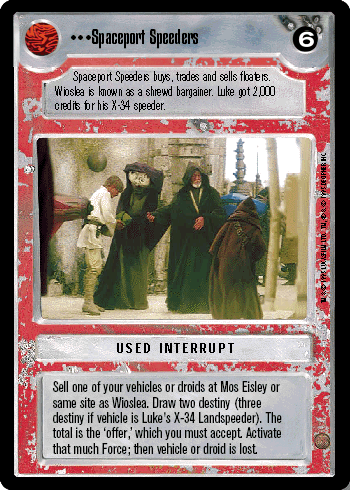 •••Spaceport Speeders
6
Spaceport Speeders buys, trades and sells floaters.
Wioslea is known as a shrewd bargainer. Luke got 2,000
credits for his X-34 speeder.
USED INTERRUPT
Sell one of your vehicles or droids at Mos Eisley or
same site as Wioslea. Draw two destiny (three
destiny if vehicle is Luke's X-34 Landspeeder). The
total is the 'offer,' which you must accept. Activate
that much Force; then vehicle or droid is lost.